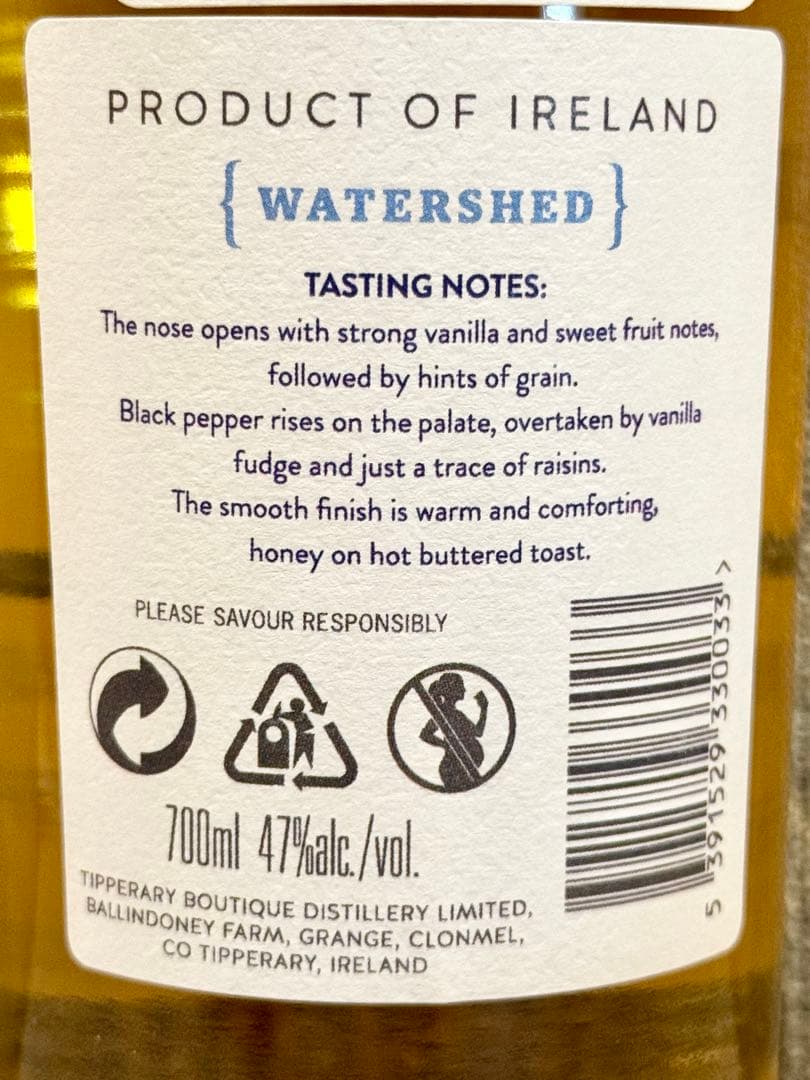 PRODUCT OF IRELAND
{WATERSHED}
TASTING NOTES:
The nose opens with strong vanilla and sweet fruit notes,
followed by hints of grain.
Black pepper rises on the palate, overtaken by vanilla
fudge and just a trace of raisins.
The smooth finish is warm and comforting,
honey on hot buttered toast.
PLEASE SAVOUR RESPONSIBLY
700ml 47%alc./vol.
TIPPERARY BOUTIQUE DISTILLERY LIMITED,
BALLINDONEY FARM, GRANGE, CLONMEL,
CO TIPPERARY, IRELAND
5 391529 330033 >